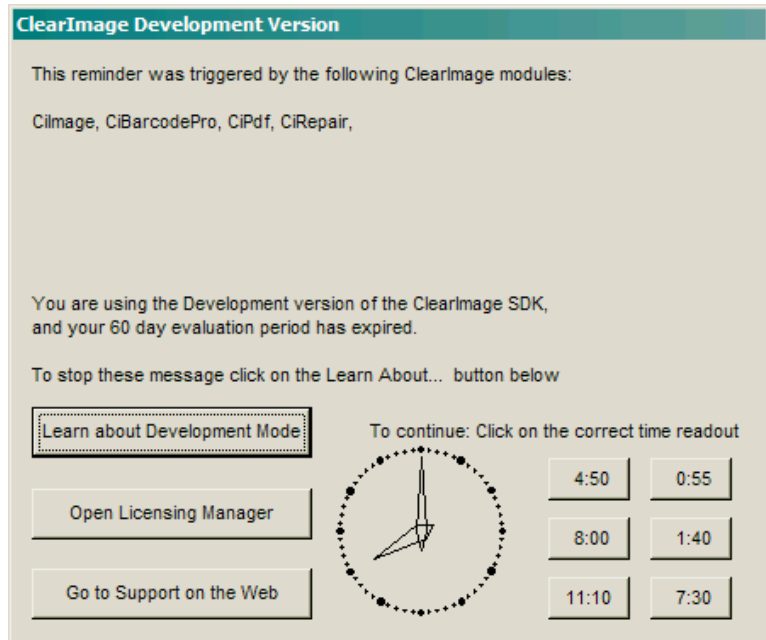 ClearImage Development Version
This reminder was triggered by the following ClearImage modules:
CiImage, CiBarcodePro, CiPdf, CiRepair,
You are using the Development version of the ClearImage SDK,
and your 60 day evaluation period has expired.
To stop these message click on the Learn About... button below
Learn about Development Mode
To continue: Click on the correct time readout
4:50 0:55
Open Licensing Manager
8:00 1:40
Go to Support on the Web
11:10 7:30